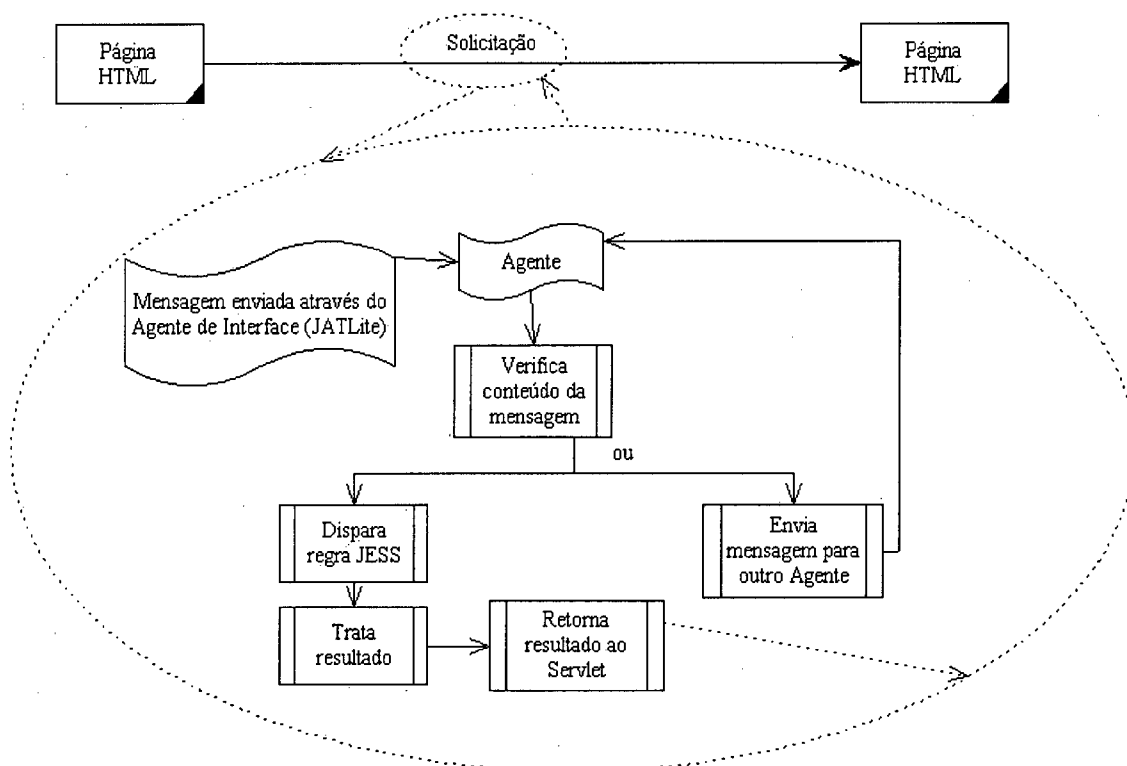 Página
HTML
Solicitação
Página
HTML
Agente
Mensagem enviada através do
Agente de Interface (JATLite)
Verifica
conteúdo da
mensagem
ou
Dispara
regra JESS
Envia
mensagem para
outro Agente
Trata
resultado
Retorna
resultado ao
Servlet